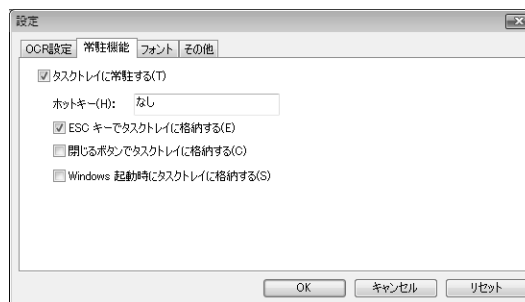 設定
OCR設定 常駐機能 フォント その他
タスクトレイに常駐する(T)
ホットキー(H): なし
ESC キーでタスクトレイに格納する(E)
閉じるボタンでタスクトレイに格納する(C)
Windows 起動時にタスクトレイに格納する(S)
OK キャンセル リセット